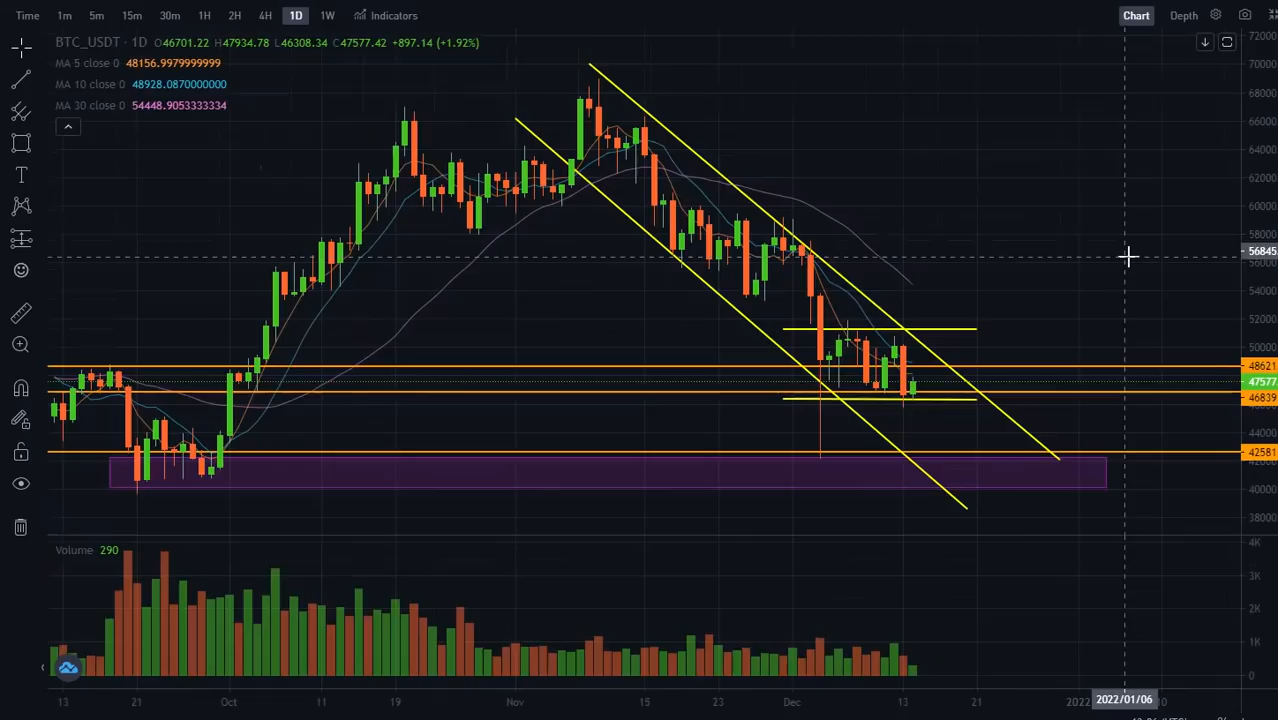 Time 1m 5m 15m 30m 1H 2H 4H 1D 1W Indicators Chart Depth
BTC_USDT · 1D O46701.22 H47934.78 L46308.34 C47577.42 +897.14 (+1.92%)
MA 5 close 0 48156.9979999999
MA 10 close 0 48928.0870000000
MA 30 close 0 54448.9053333334
72000
70000
68000
66000
64000
62000
60000
58000
56845
56000
54000
52000
50000
48621
47577
46839
44000
42581
40000
38000
Volume 290
4K
3K
2K
1K
0
13 21 Oct 11 19 Nov 15 23 Dec 13 21 2022 2022/01/06 10